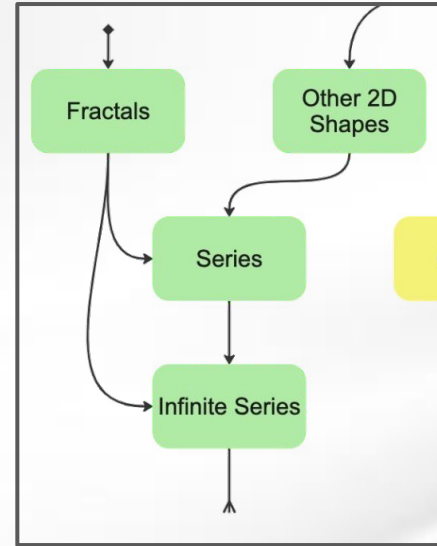 Fractals
Other 2D
Shapes
Series
Infinite Series